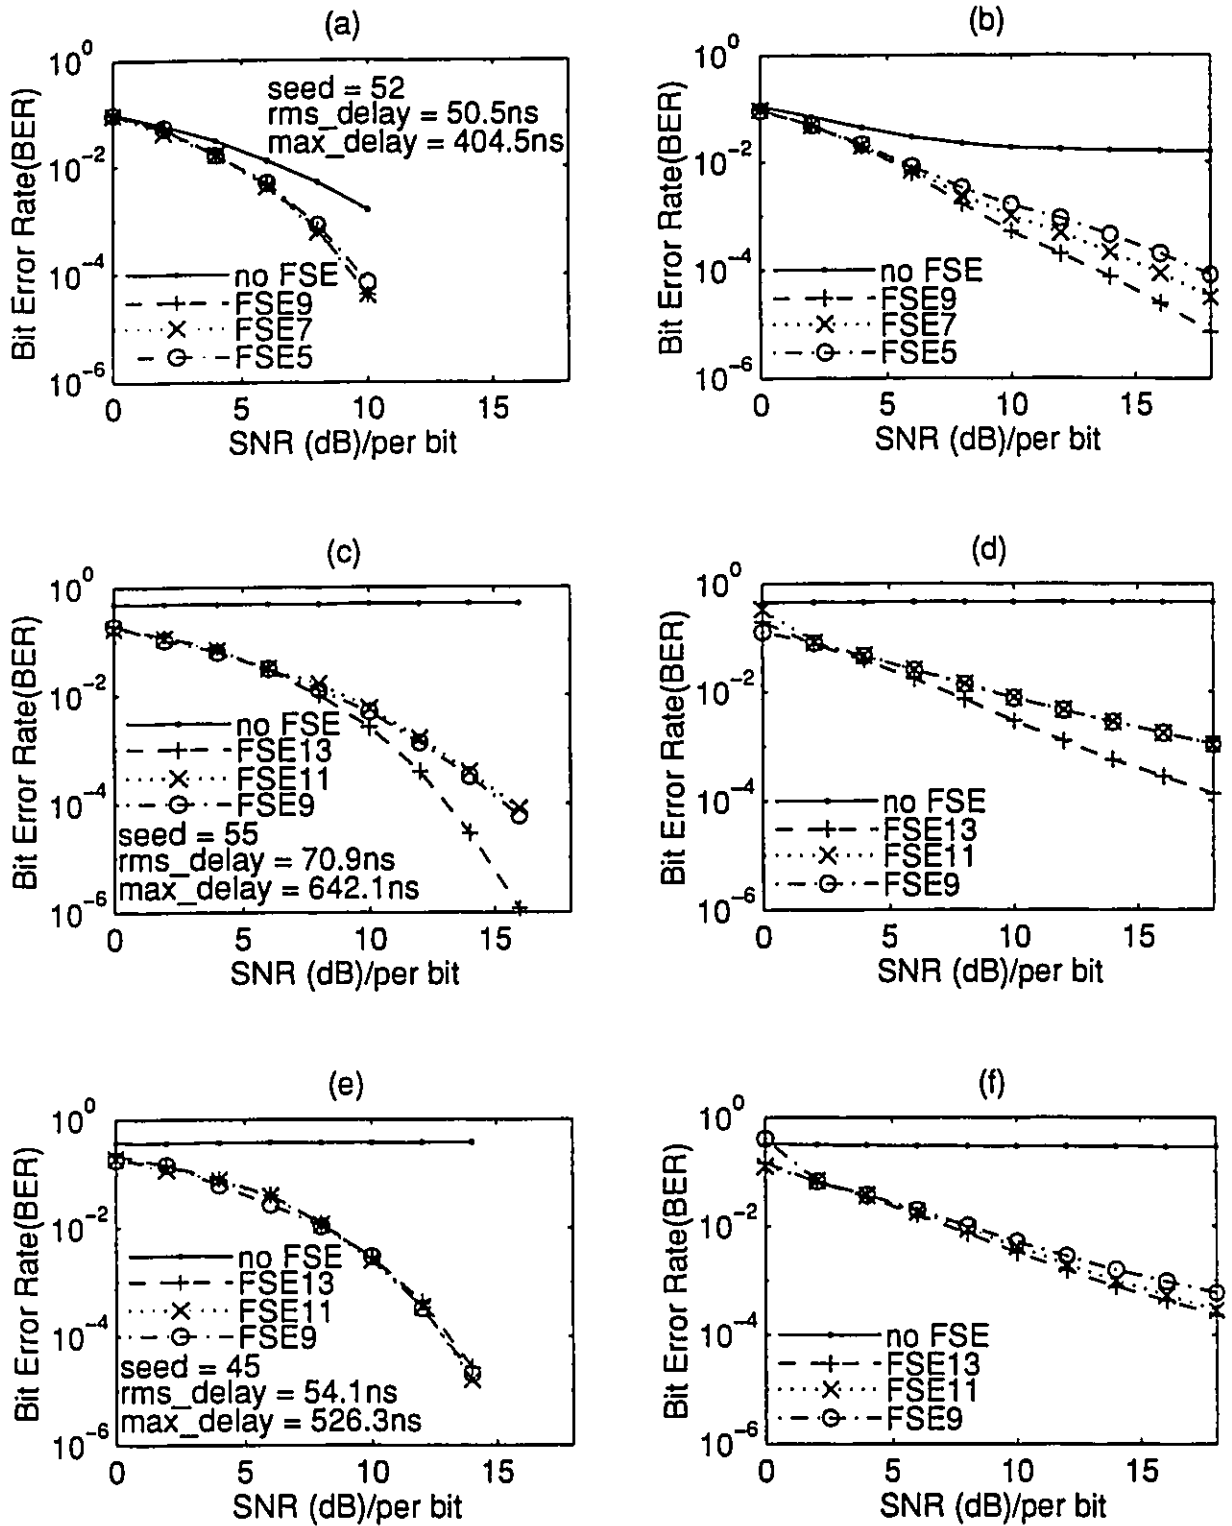 (a)
10^0
10^-2
10^-4
10^-6
Bit Error Rate(BER)
seed = 52
rms_delay = 50.5ns
max_delay = 404.5ns
no FSE
FSE9
FSE7
FSE5
0 5 10 15
SNR (dB)/per bit
(b)
10^0
10^-2
10^-4
10^-6
Bit Error Rate(BER)
no FSE
FSE9
FSE7
FSE5
0 5 10 15
SNR (dB)/per bit
(c)
10^0
10^-2
10^-4
10^-6
Bit Error Rate(BER)
no FSE
FSE13
FSE11
FSE9
seed = 55
rms_delay = 70.9ns
max_delay = 642.1ns
0 5 10 15
SNR (dB)/per bit
(d)
10^0
10^-2
10^-4
10^-6
Bit Error Rate(BER)
no FSE
FSE13
FSE11
FSE9
0 5 10 15
SNR (dB)/per bit
(e)
10^0
10^-2
10^-4
10^-6
Bit Error Rate(BER)
no FSE
FSE13
FSE11
FSE9
seed = 45
rms_delay = 54.1ns
max_delay = 526.3ns
0 5 10 15
SNR (dB)/per bit
(f)
10^0
10^-2
10^-4
10^-6
Bit Error Rate(BER)
no FSE
FSE13
FSE11
FSE9
0 5 10 15
SNR (dB)/per bit